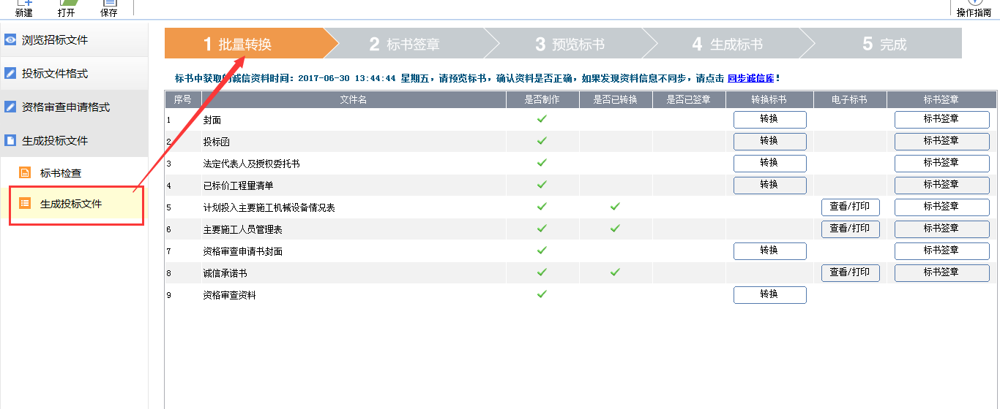 新建 打开 保存 操作指南
浏览招标文件
投标文件格式
资格审查申请格式
生成投标文件
标书检查
生成投标文件
1 批量转换 2 标书签章 3 预览标书 4 生成标书 5 完成
标书中获取的诚信资料时间：2017-06-30 13:44:44 星期五，请预览标书，确认资料是否正确，如果发现资料信息不同步，请点击 同步诚信库！
序号 文件名 是否制作 是否已转换 是否已签章 转换标书 电子标书 标书签章
1 封面 转换 标书签章
2 投标函 转换 标书签章
3 法定代表人及授权委托书 转换 标书签章
4 已标价工程量清单 转换 标书签章
5 计划投入主要施工机械设备情况表 查看/打印 标书签章
6 主要施工人员管理表 查看/打印 标书签章
7 资格审查申请书封面 转换 标书签章
8 诚信承诺书 查看/打印 标书签章
9 资格审查资料 转换